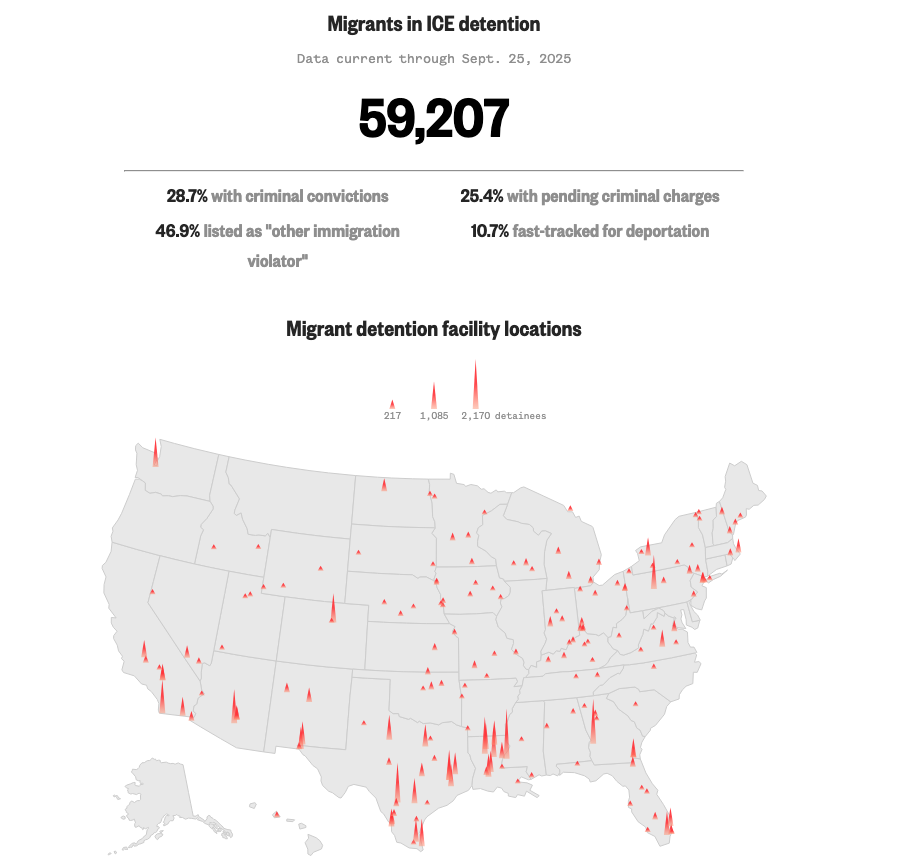 Migrants in ICE detention
Data current through Sept. 25, 2025
59,207
28.7% with criminal convictions
25.4% with pending criminal charges
46.9% listed as "other immigration
violator"
10.7% fast-tracked for deportation
Migrant detention facility locations
217 1,085 2,170 detainees